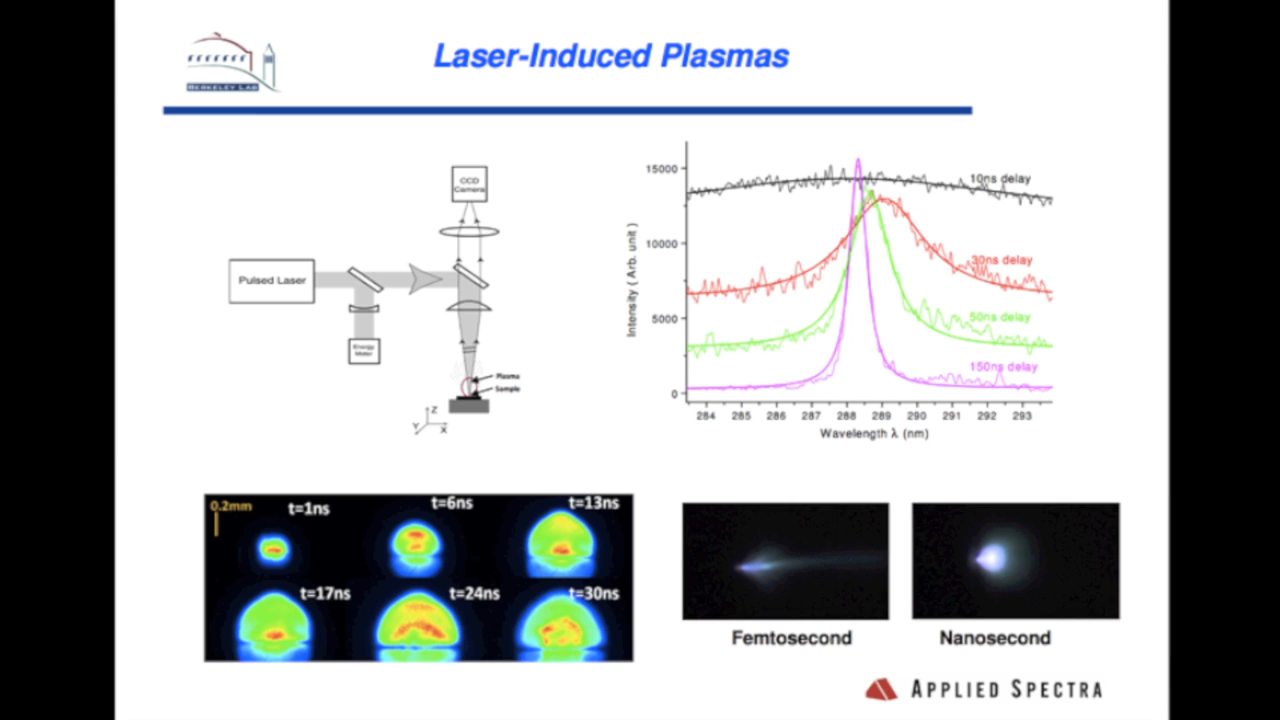 Laser-Induced Plasmas
BERKELEY LAB
CCD
Camera
Pulsed Laser
Energy
Meter
Plasma
Sample
Z
Y
X
Intensity ( Arb. unit )
15000
10000
5000
0
10ns delay
30ns delay
50ns delay
150ns delay
284 285 286 287 288 289 290 291 292 293
Wavelength λ (nm)
0.2mm
t=1ns
t=6ns
t=13ns
t=17ns
t=24ns
t=30ns
Femtosecond
Nanosecond
APPLIED SPECTRA